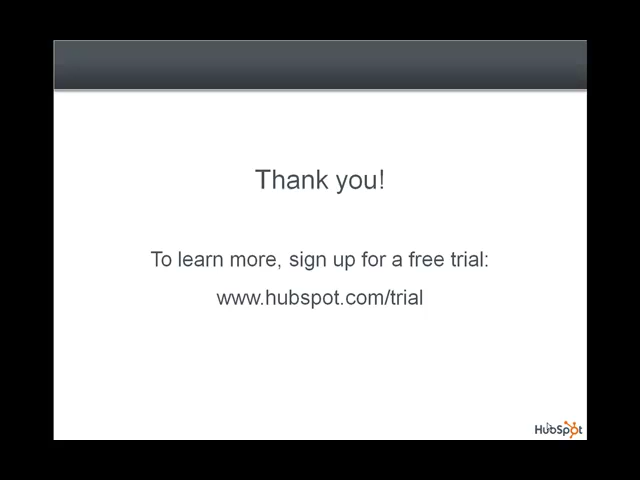 Thank you!
To learn more, sign up for a free trial:
www.hubspot.com/trial
HubSpot